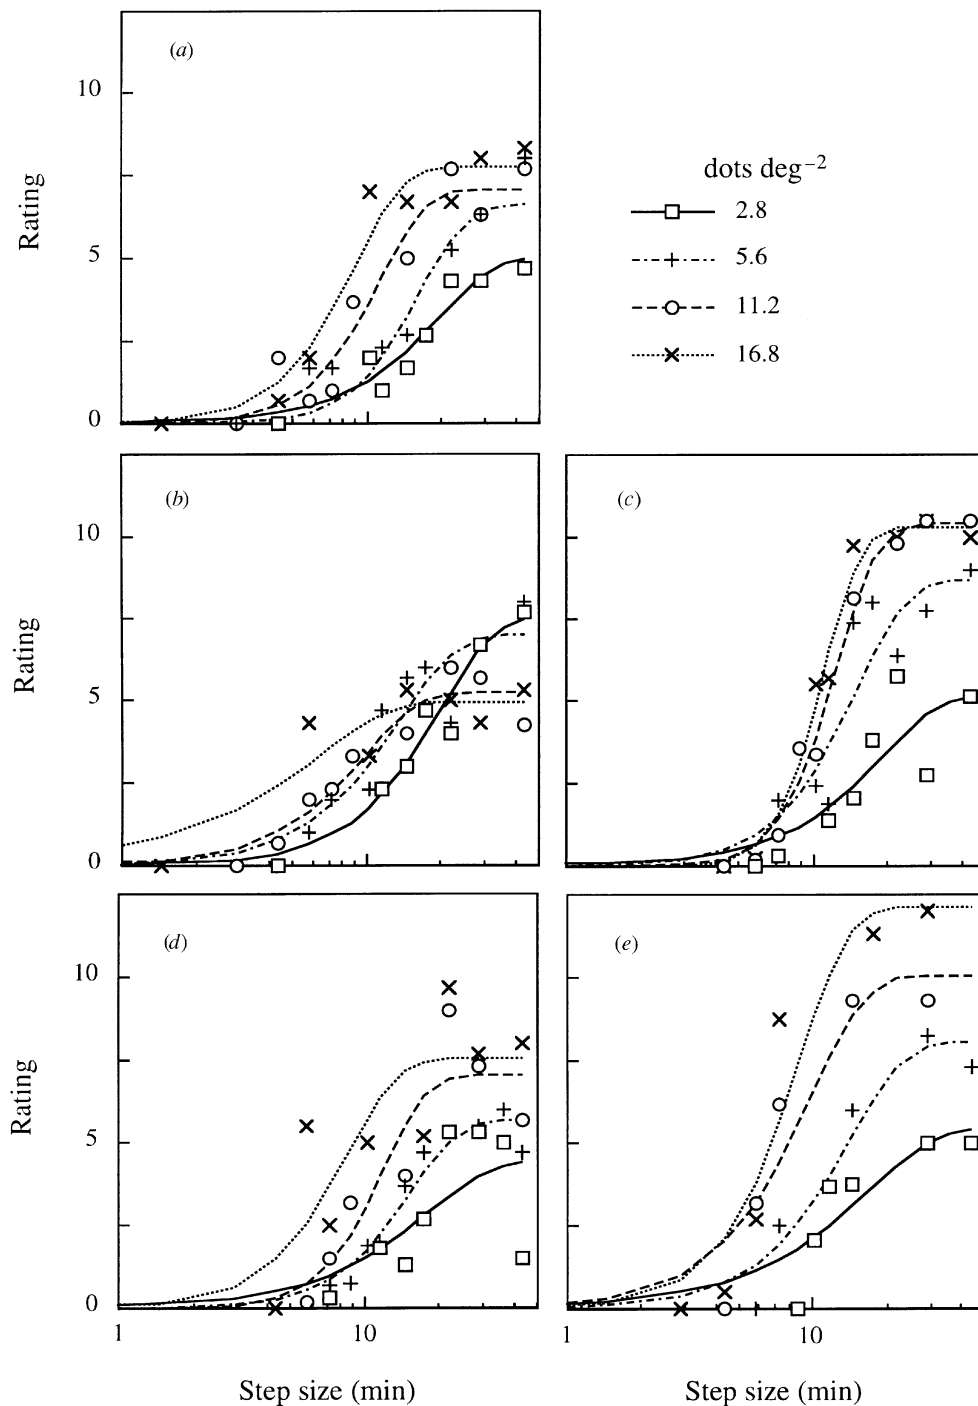 (a)
10
5
0
Rating
dots deg−2
2.8
5.6
11.2
16.8
(b)
10
5
0
Rating
(c)
(d)
10
5
0
Rating
1
10
Step size (min)
(e)
1
10
Step size (min)